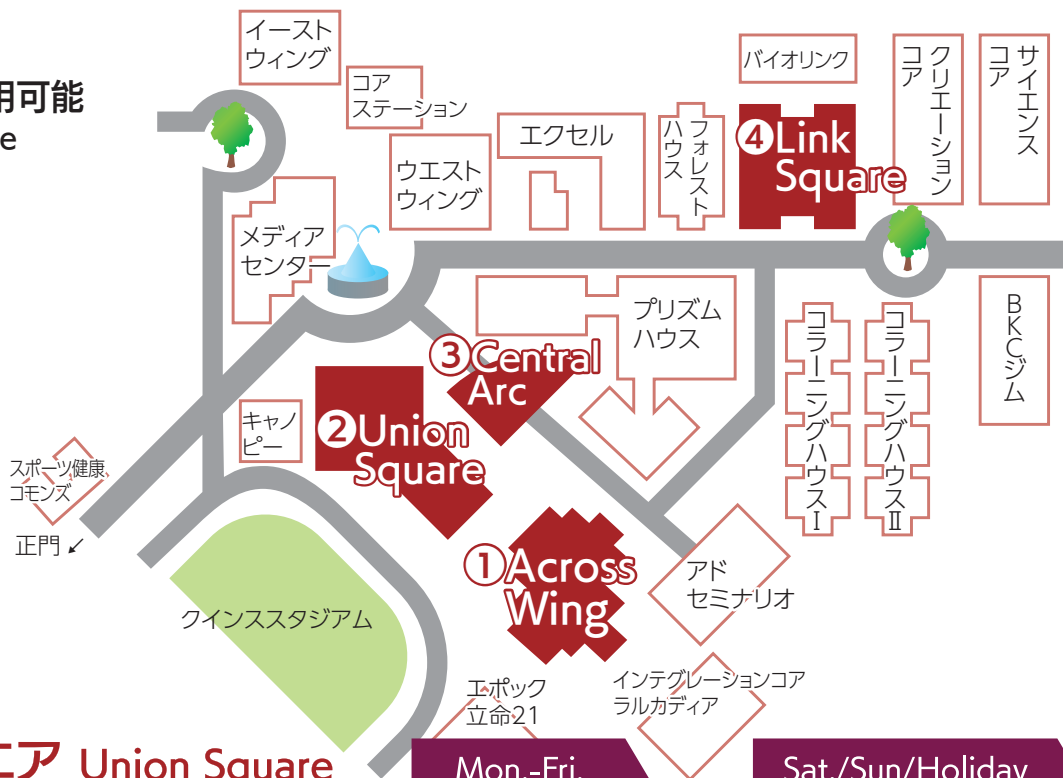 用可能
e
イースト
ウィング
コア
ステーション
ウエスト
ウィング
エクセル
フォレスト
ハウス
バイオリンク
④Link
Square
クリエーション
コア
サイエンス
コア
メディア
センター
プリズム
ハウス
③Central
Arc
コラーニングハウスⅠ
コラーニングハウスⅡ
BKCジム
キャノ
ピー
②Union
Square
スポーツ健康
コモンズ
正門↙
①Across
Wing
アド
セミナリオ
クインススタジアム
エポック
立命21
インテグレーションコア
ラルカディア
ニア Union Square
Mon.-Fri.
Sat./Sun/Holiday